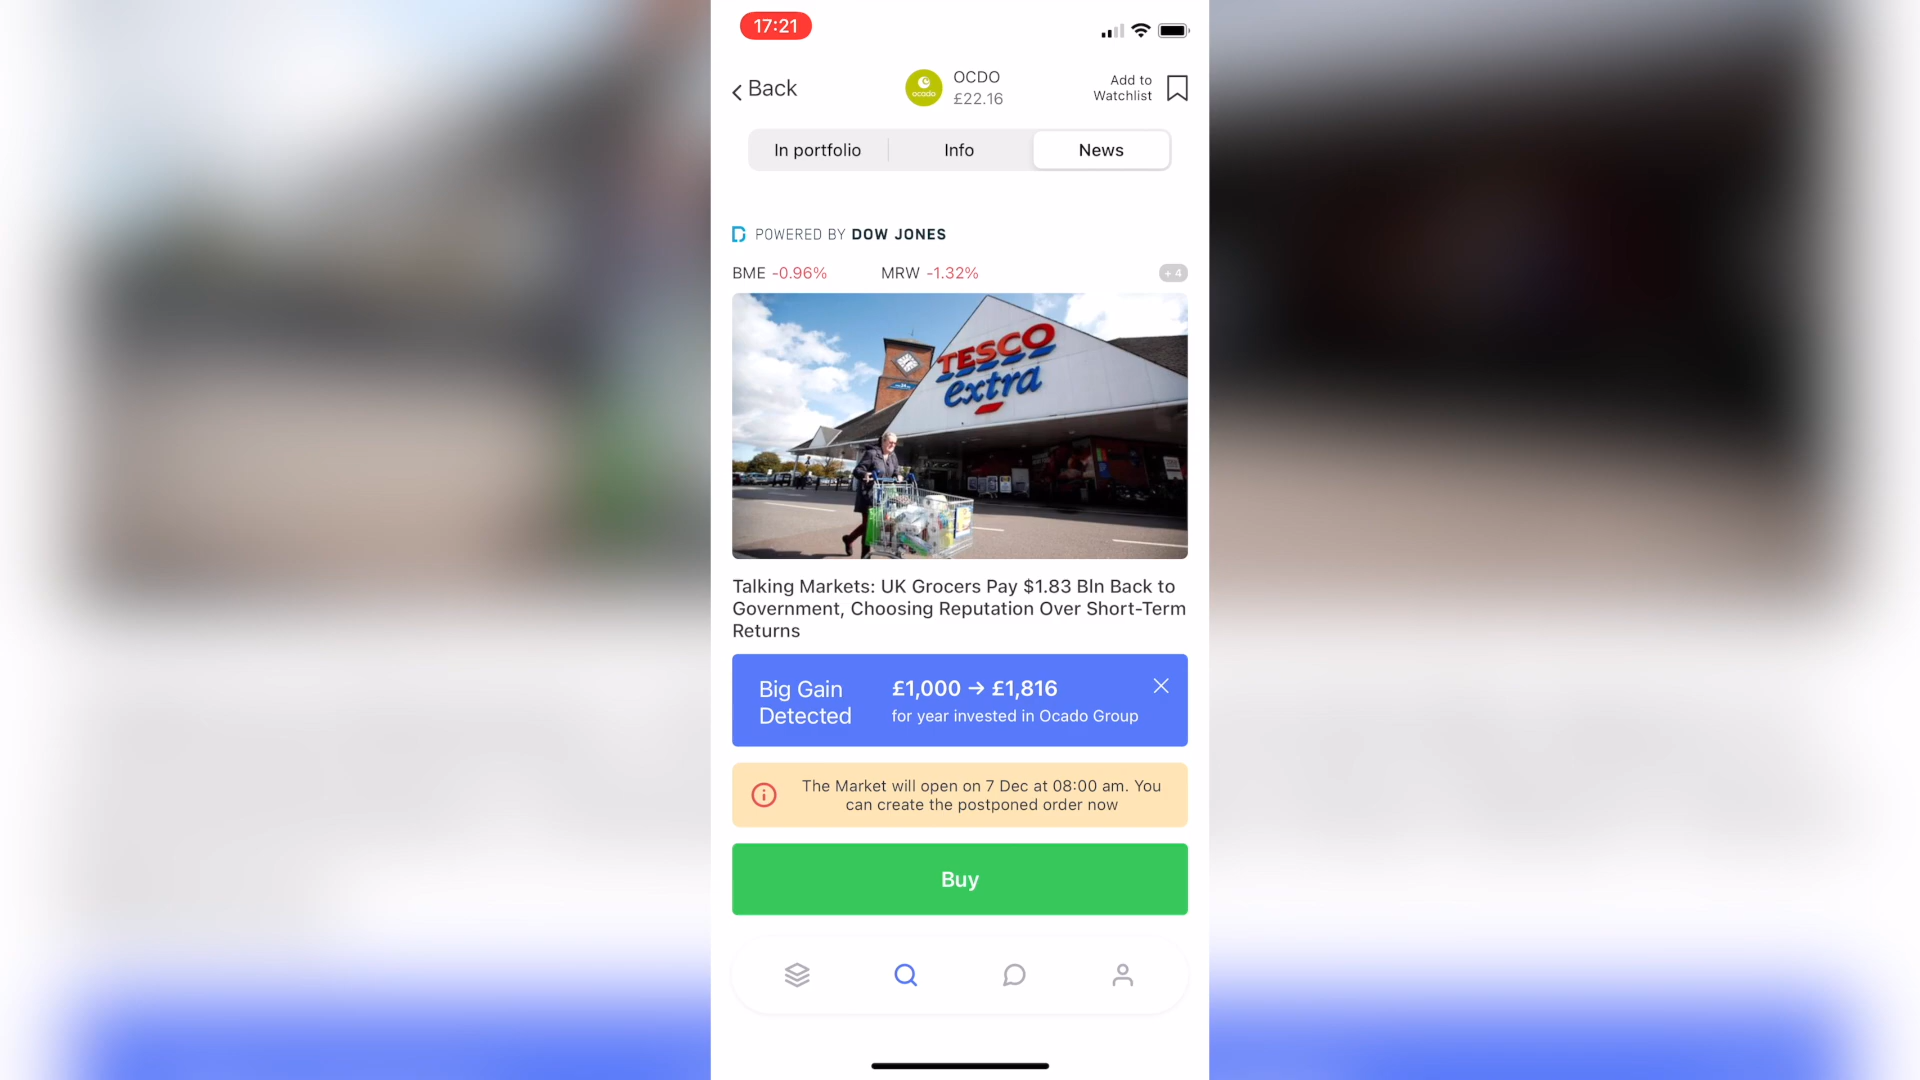 17:21
Back
ocado
OCDO
£22.16
Add to
Watchlist
In portfolio
Info
News
POWERED BY DOW JONES
BME -0.96%
MRW -1.32%
+ 4
TESCO
extra
Talking Markets: UK Grocers Pay $1.83 Bln Back to
Government, Choosing Reputation Over Short-Term
Returns
Big Gain
Detected
£1,000 → £1,816
for year invested in Ocado Group
The Market will open on 7 Dec at 08:00 am. You
can create the postponed order now
Buy